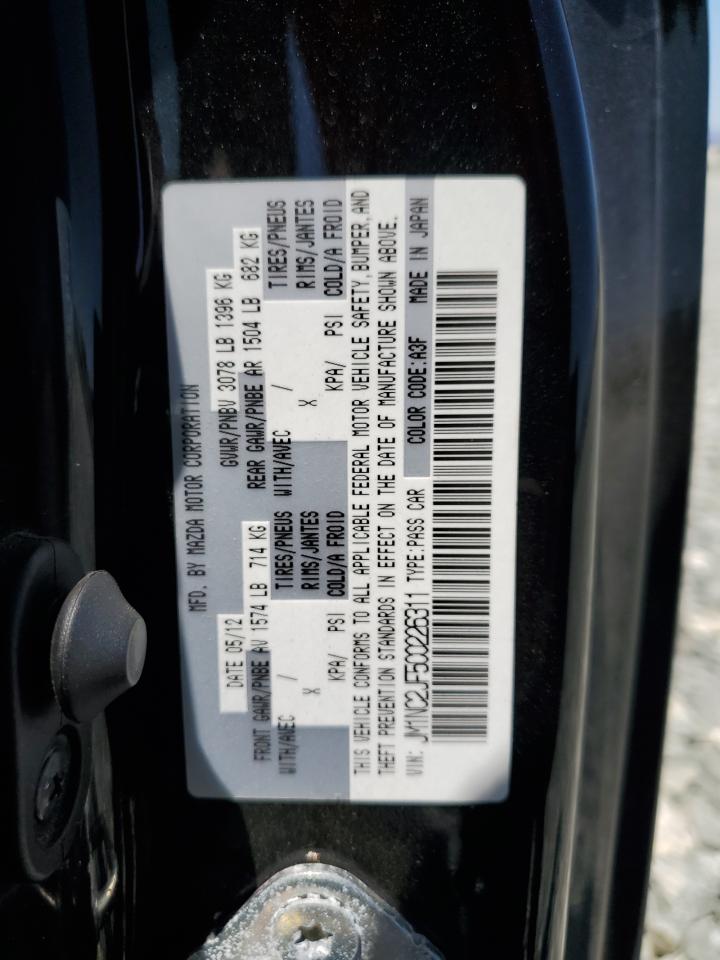 MFD. BY MAZDA MOTOR CORPORATION
DATE 05/12 GVWR/PNBV 3078 LB 1396 KG
FRONT GAWR/PNBE AV 1574 LB 714 KG REAR GAWR/PNBE AR 1504 LB 682 KG
WITH/AVEC / TIRES/PNEUS WITH/AVEC / TIRES/PNEUS
X RIMS/JANTES X RIMS/JANTES
KPA/ PSI COLD/A FROID KPA/ PSI COLD/A FROID
THIS VEHICLE CONFORMS TO ALL APPLICABLE FEDERAL MOTOR VEHICLE SAFETY, BUMPER, AND
THEFT PREVENTION STANDARDS IN EFFECT ON THE DATE OF MANUFACTURE SHOWN ABOVE.
VIN: JM1NC2JF5C0226311 TYPE:PASS CAR COLOR CODE:A3F MADE IN JAPAN